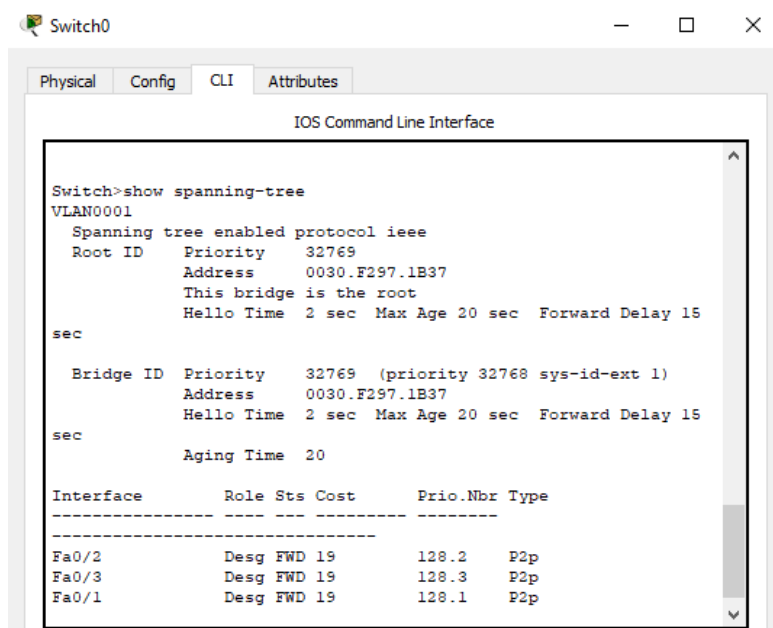 Switch0
Physical Config CLI Attributes
IOS Command Line Interface
Switch>show spanning-tree
VLAN0001
  Spanning tree enabled protocol ieee
  Root ID    Priority    32769
             Address     0030.F297.1B37
             This bridge is the root
             Hello Time  2 sec  Max Age 20 sec  Forward Delay 15
sec
  Bridge ID  Priority    32769  (priority 32768 sys-id-ext 1)
             Address     0030.F297.1B37
             Hello Time  2 sec  Max Age 20 sec  Forward Delay 15
sec
             Aging Time  20
Interface        Role Sts Cost      Prio.Nbr Type
---------------- ---- --- --------- --------
--------------------------------
Fa0/2            Desg FWD 19        128.2    P2p
Fa0/3            Desg FWD 19        128.3    P2p
Fa0/1            Desg FWD 19        128.1    P2p